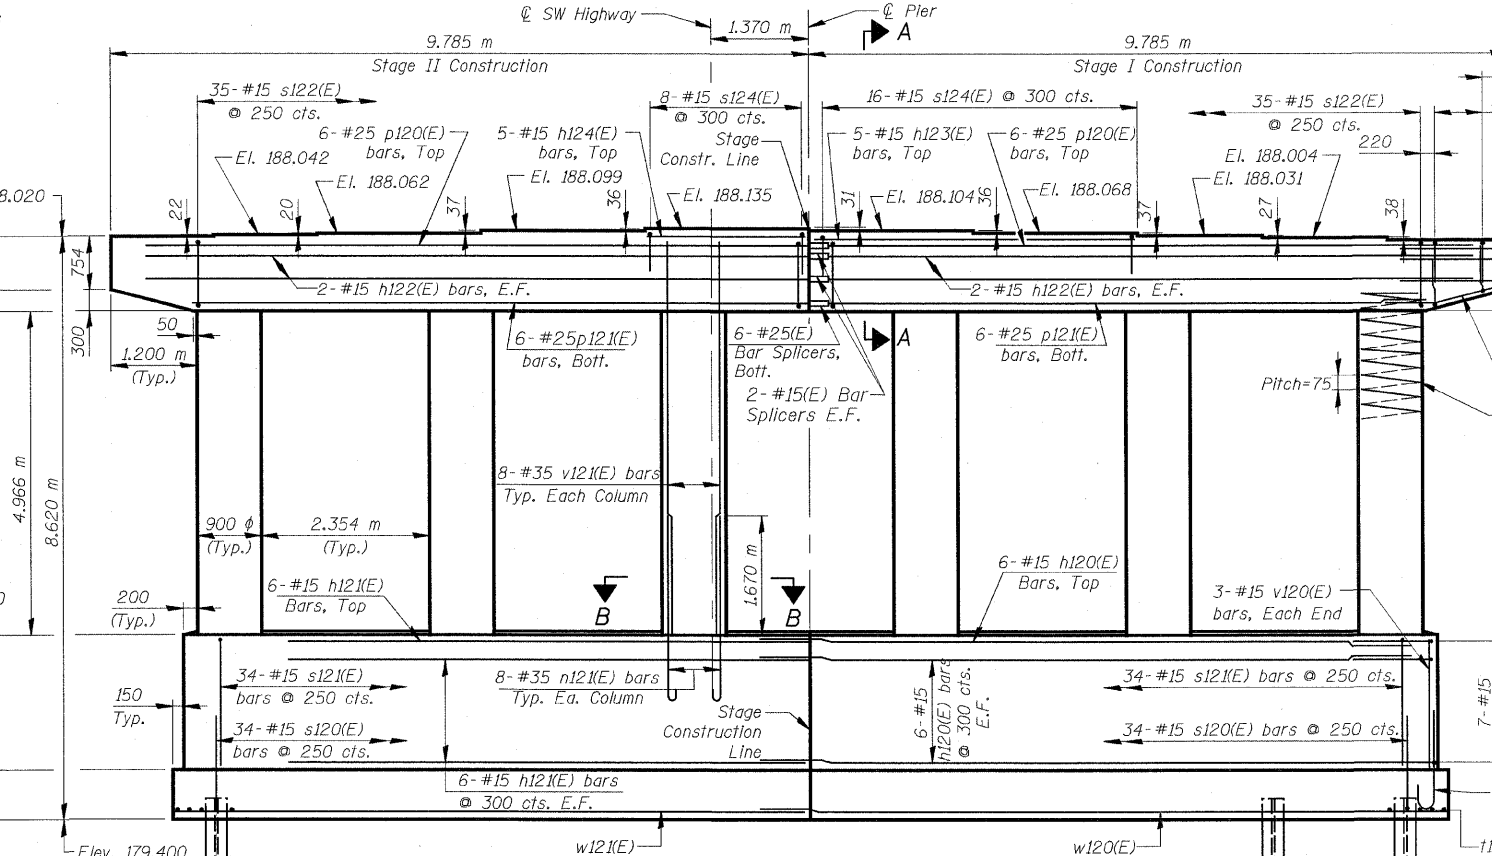 ℄ SW Highway
℄ Pier
1.370 m
A
9.785 m
9.785 m
Stage II Construction
Stage I Construction
35-#15 s122(E)
@ 250 cts.
8-#15 s124(E)
@ 300 cts.
16-#15 s124(E) @ 300 cts.
35-#15 s122(E)
@ 250 cts.
6-#25 p120(E)
bars, Top
5-#15 h124(E)
bars, Top
Stage
Constr. Line
5-#15 h123(E)
bars, Top
6-#25 p120(E)
bars, Top
220
El. 188.042
El. 188.062
El. 188.099
El. 188.135
El. 188.104
El. 188.068
El. 188.031
El. 188.004
8.020
22
20
37
36
31
36
37
27
38
754
300
2-#15 h122(E) bars, E.F.
2-#15 h122(E) bars, E.F.
50
1.200 m
(Typ.)
6-#25p121(E)
bars, Bott.
6-#25(E)
Bar Splicers,
Bott.
A
6-#25 p121(E)
bars, Bott.
2-#15(E) Bar
Splicers E.F.
Pitch=75
4.966 m
8.620 m
8-#35 v121(E) bars
Typ. Each Column
900 ϕ
(Typ.)
2.354 m
(Typ.)
1.670 m
6-#15 h121(E)
Bars, Top
B
B
6-#15 h120(E)
Bars, Top
200
(Typ.)
3-#15 v120(E)
bars, Each End
34-#15 s121(E)
bars @ 250 cts.
8-#35 n121(E) bars
Typ. Ea. Column
6-#15
h120(E) bars
@ 300 cts.
E.F.
34-#15 s121(E) bars @ 250 cts.
7-#15
150
Typ.
Stage
Construction
Line
34-#15 s120(E)
bars @ 250 cts.
34-#15 s120(E) bars @ 250 cts.
6-#15 h121(E) bars
@ 300 cts. E.F.
Elev. 179.400
w121(E)
w120(E)